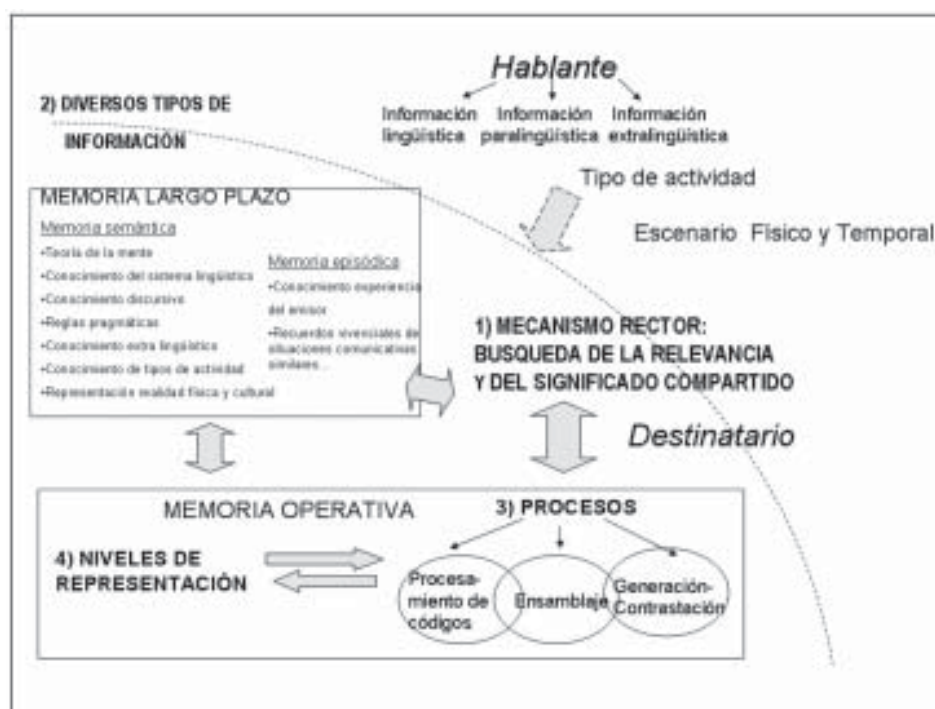 Hablante
2) DIVERSOS TIPOS DE
INFORMACIÓN
Información lingüística
Información paralingüística
Información extralingüística
Tipo de actividad
Escenario Físico y Temporal
MEMORIA LARGO PLAZO
Memoria semántica
•Teoría de la mente
•Conocimiento del sistema lingüístico
•Conocimiento discursivo
•Reglas pragmáticas
•Conocimiento extra lingüístico
•Conocimiento de tipos de actividad
•Representación realidad física y cultural
Memoria episódica
•Conocimiento experiencia
del emisor
•Recuerdos vivenciales de
situaciones comunicativas
similares...
1) MECANISMO RECTOR:
BUSQUEDA DE LA RELEVANCIA
Y DEL SIGNIFICADO COMPARTIDO
Destinatario
MEMORIA OPERATIVA
3) PROCESOS
4) NIVELES DE
REPRESENTACIÓN
Procesa-
miento de
códigos
Ensamblaje
Generación-
Contrastación